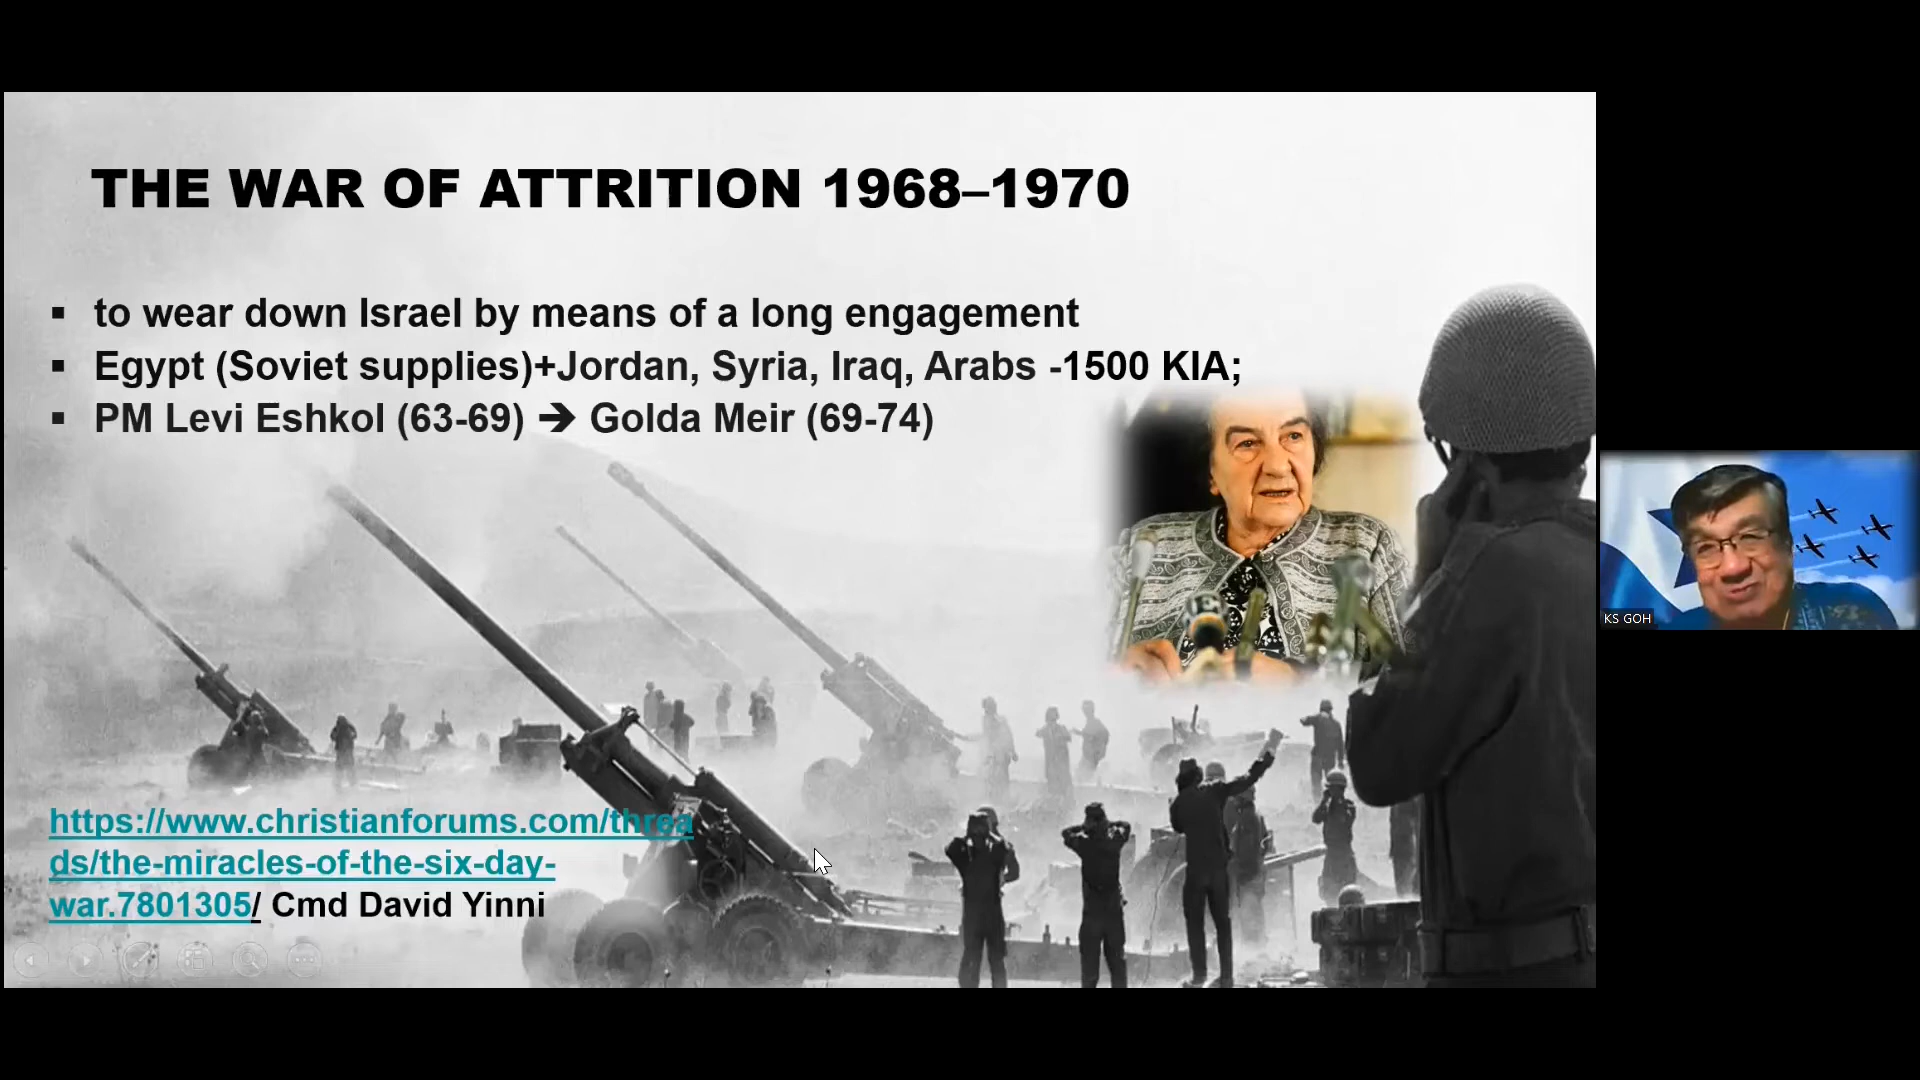 THE WAR OF ATTRITION 1968–1970
▪ to wear down Israel by means of a long engagement
▪ Egypt (Soviet supplies)+Jordan, Syria, Iraq, Arabs -1500 KIA;
▪ PM Levi Eshkol (63-69) ➔ Golda Meir (69-74)
https://www.christianforums.com/threa
ds/the-miracles-of-the-six-day-
war.7801305/ Cmd David Yinni
KS GOH